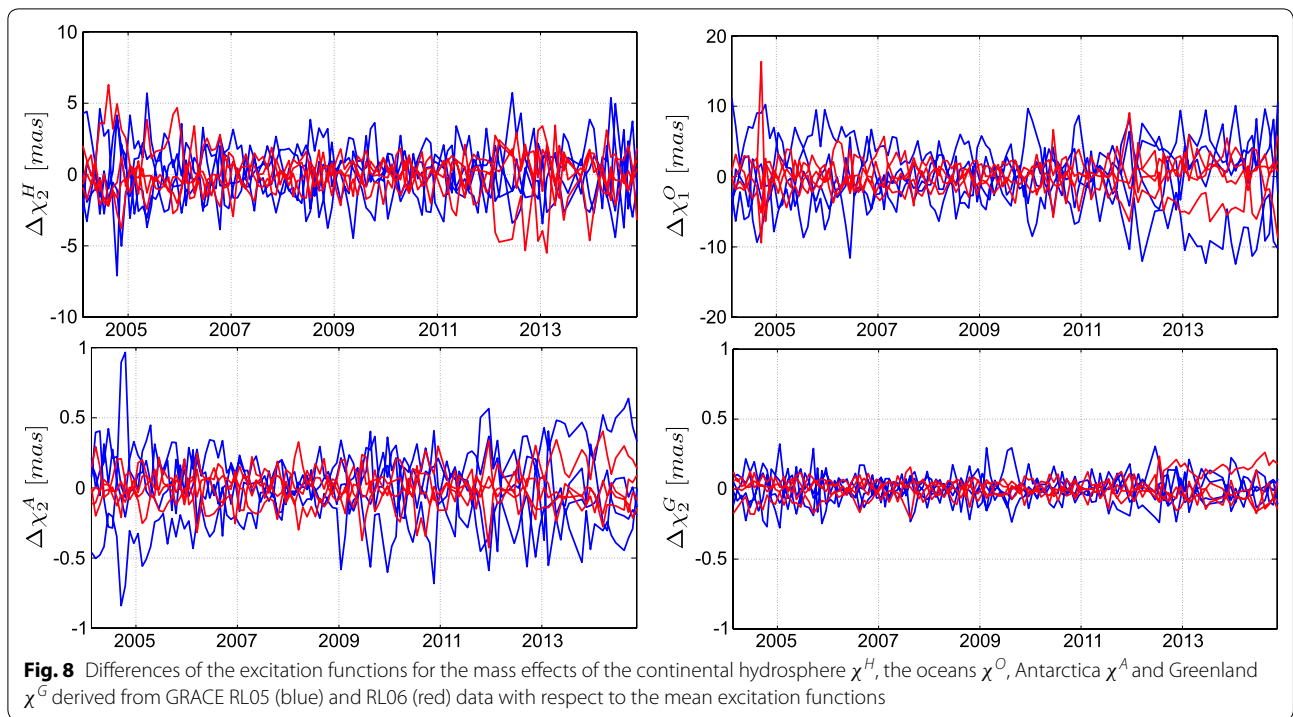 10
5
0
-5
-10
Δχ₂ᴴ [mas]
2005 2007 2009 2011 2013
20
10
0
-10
-20
Δχ₁ᴼ [mas]
2005 2007 2009 2011 2013
1
0.5
0
-0.5
-1
Δχ₂ᴬ [mas]
2005 2007 2009 2011 2013
1
0.5
0
-0.5
-1
Δχ₂ᴳ [mas]
2005 2007 2009 2011 2013
Fig. 8 Differences of the excitation functions for the mass effects of the continental hydrosphere χᴴ, the oceans χᴼ, Antarctica χᴬ and Greenland
χᴳ derived from GRACE RL05 (blue) and RL06 (red) data with respect to the mean excitation functions